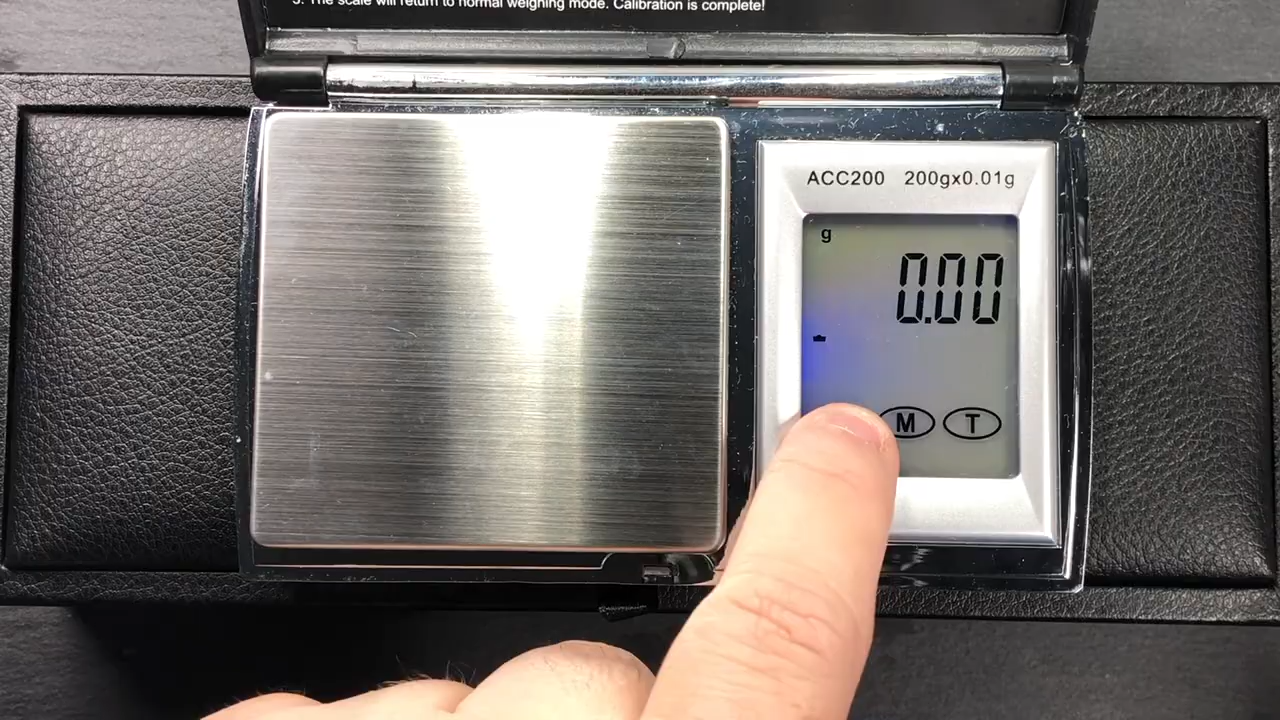 3. The scale will return to normal weighing mode. Calibration is complete!
ACC200 200gx0.01g
g
0.00
M T